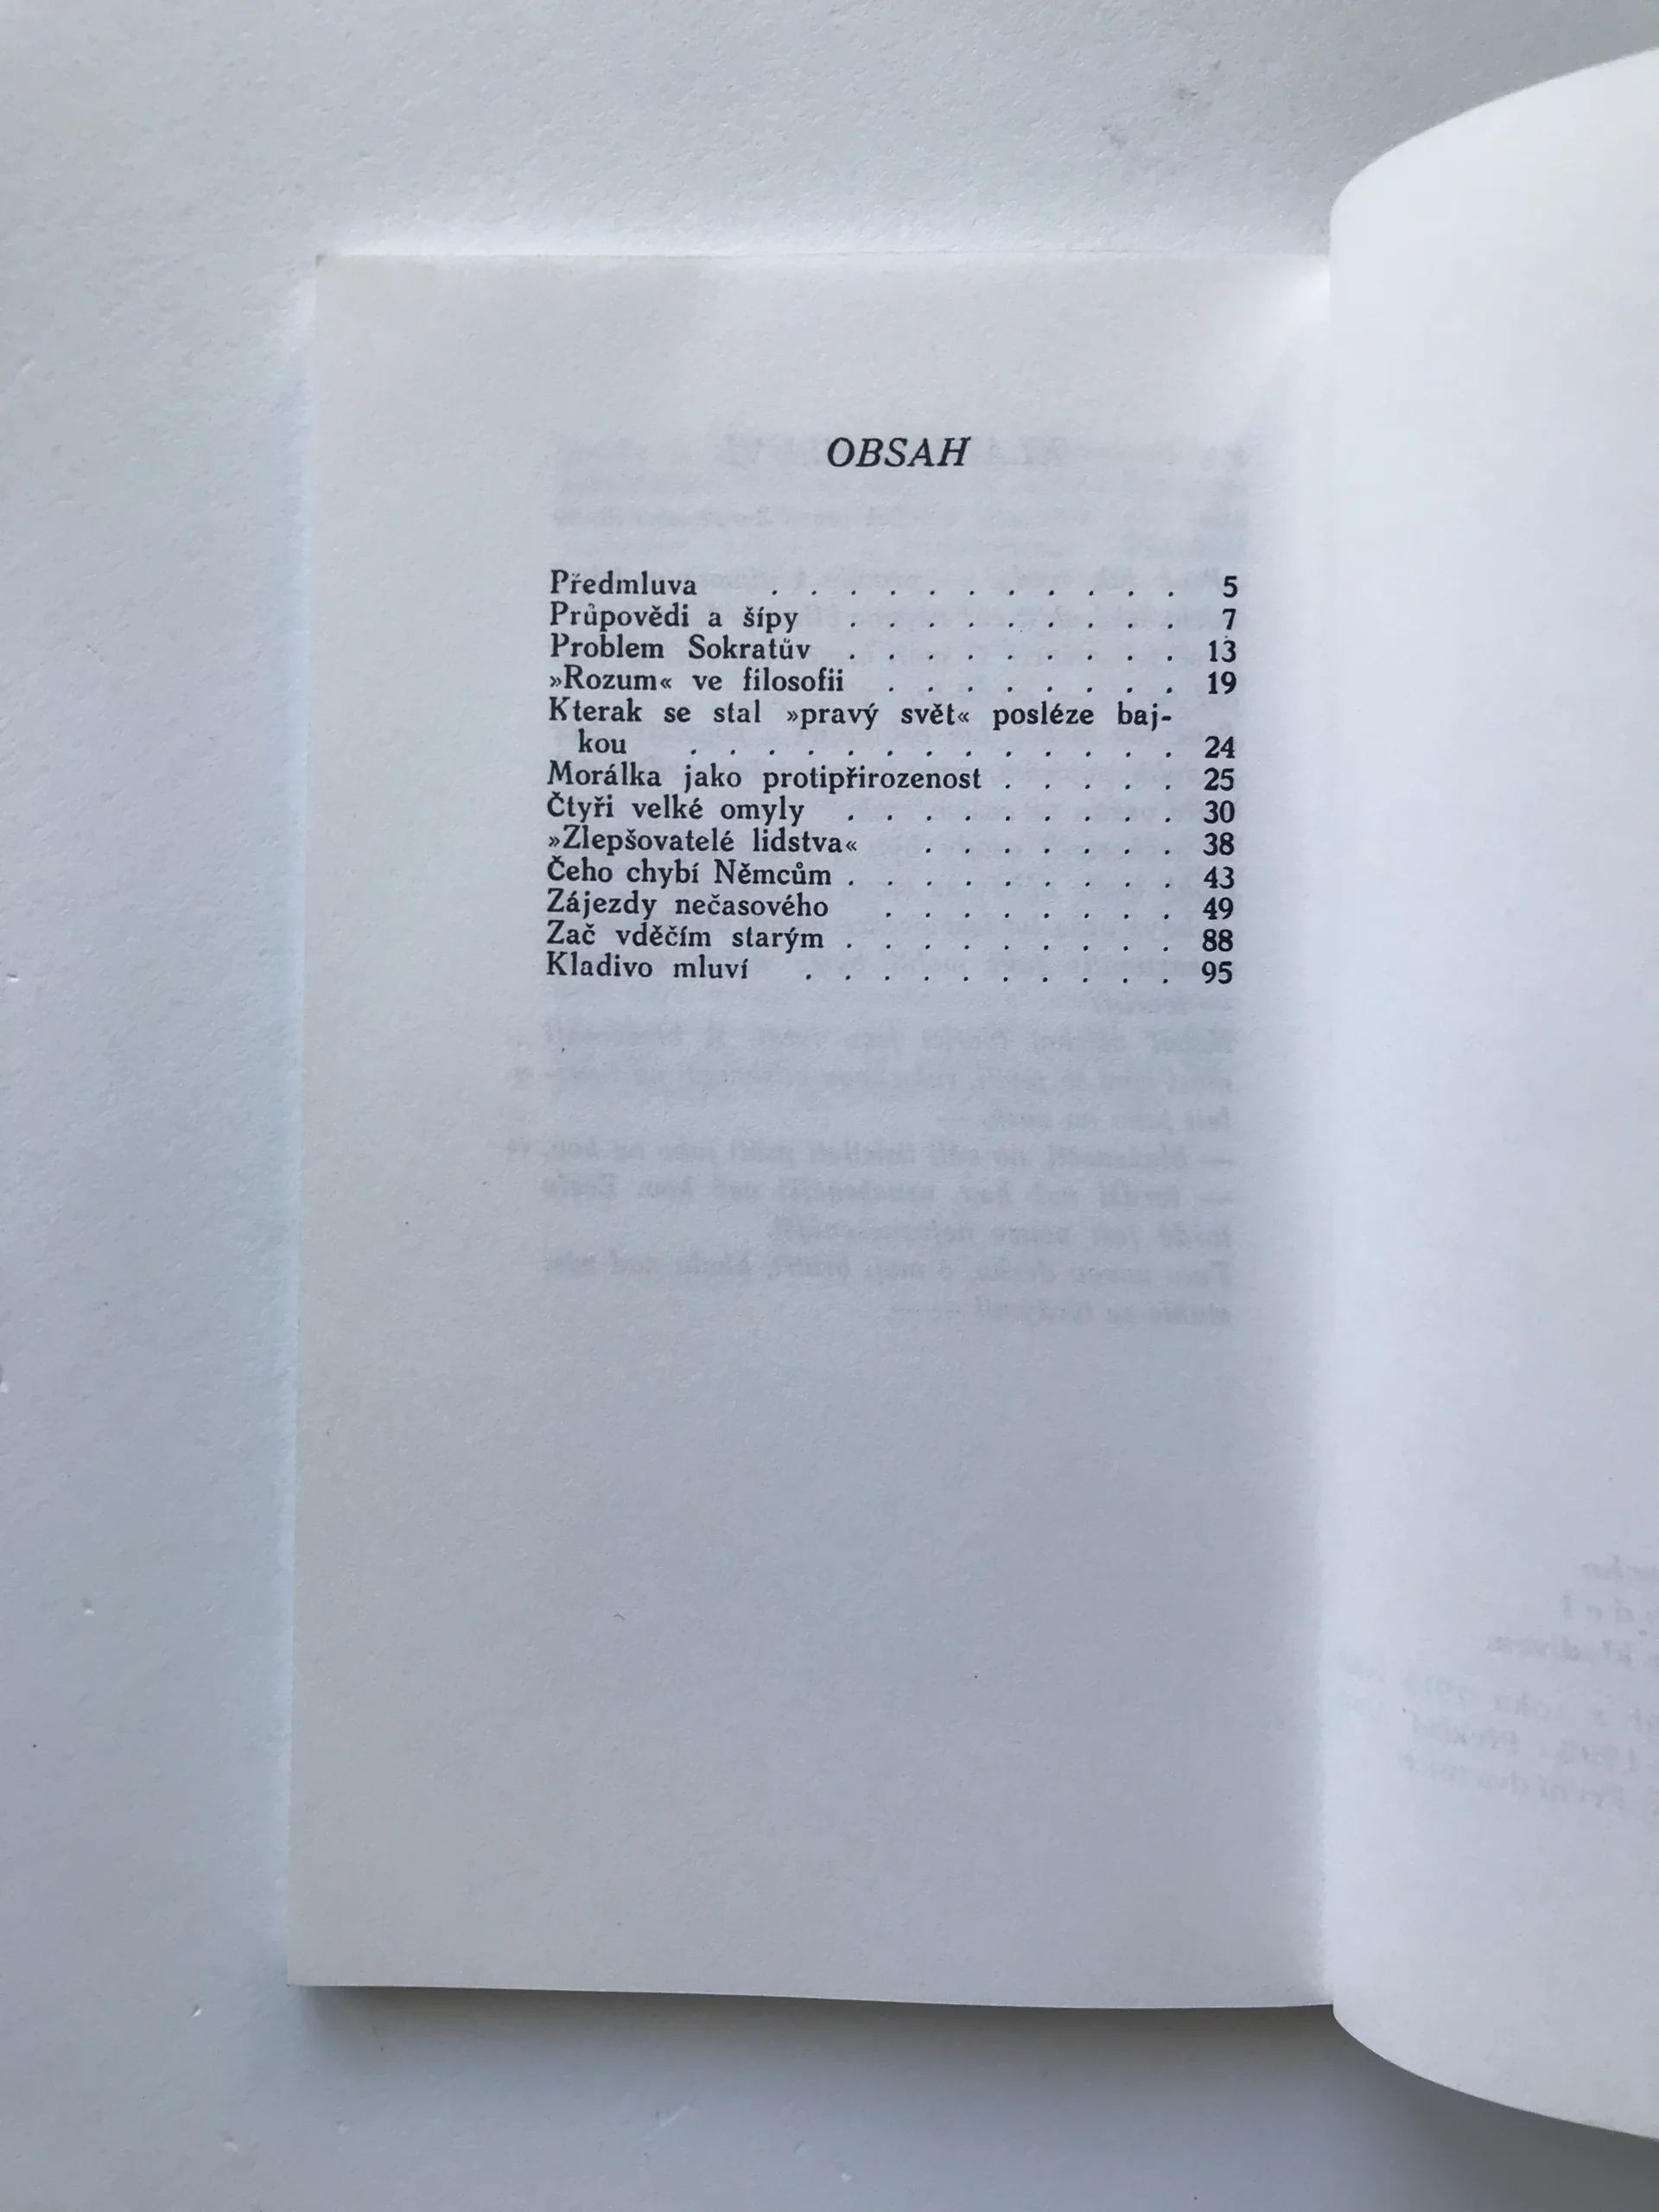 OBSAH
Předmluva . . . . . . . . . . . 5
Průpovědi a šípy . . . . . . . . . 7
Problem Sokratův . . . . . . . . . 13
»Rozum« ve filosofii . . . . . . . . 19
Kterak se stal »pravý svět« posléze baj-
kou . . . . . . . . . . . . . 24
Morálka jako protipřirozenost . . . . . 25
Čtyři velké omyly . . . . . . . . . 30
»Zlepšovatelé lidstva« . . . . . . . 38
Čeho chybí Němcům . . . . . . . . . 43
Zájezdy nečasového . . . . . . . . 49
Zač vděčím starým . . . . . . . . . 88
Kladivo mluví . . . . . . . . . . 95